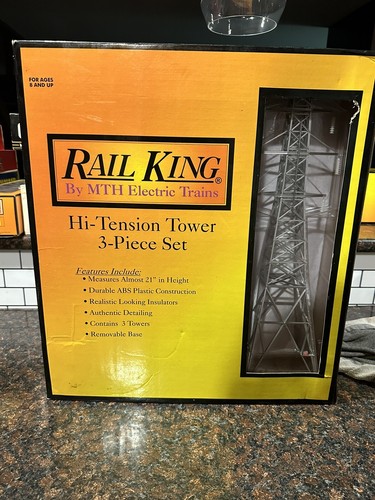 FOR AGES
8 AND UP
RAIL KING®
By MTH Electric Trains
Hi-Tension Tower
3-Piece Set
Features Include:
• Measures Almost 21" in Height
• Durable ABS Plastic Construction
• Realistic Looking Insulators
• Authentic Detailing
• Contains 3 Towers
• Removable Base